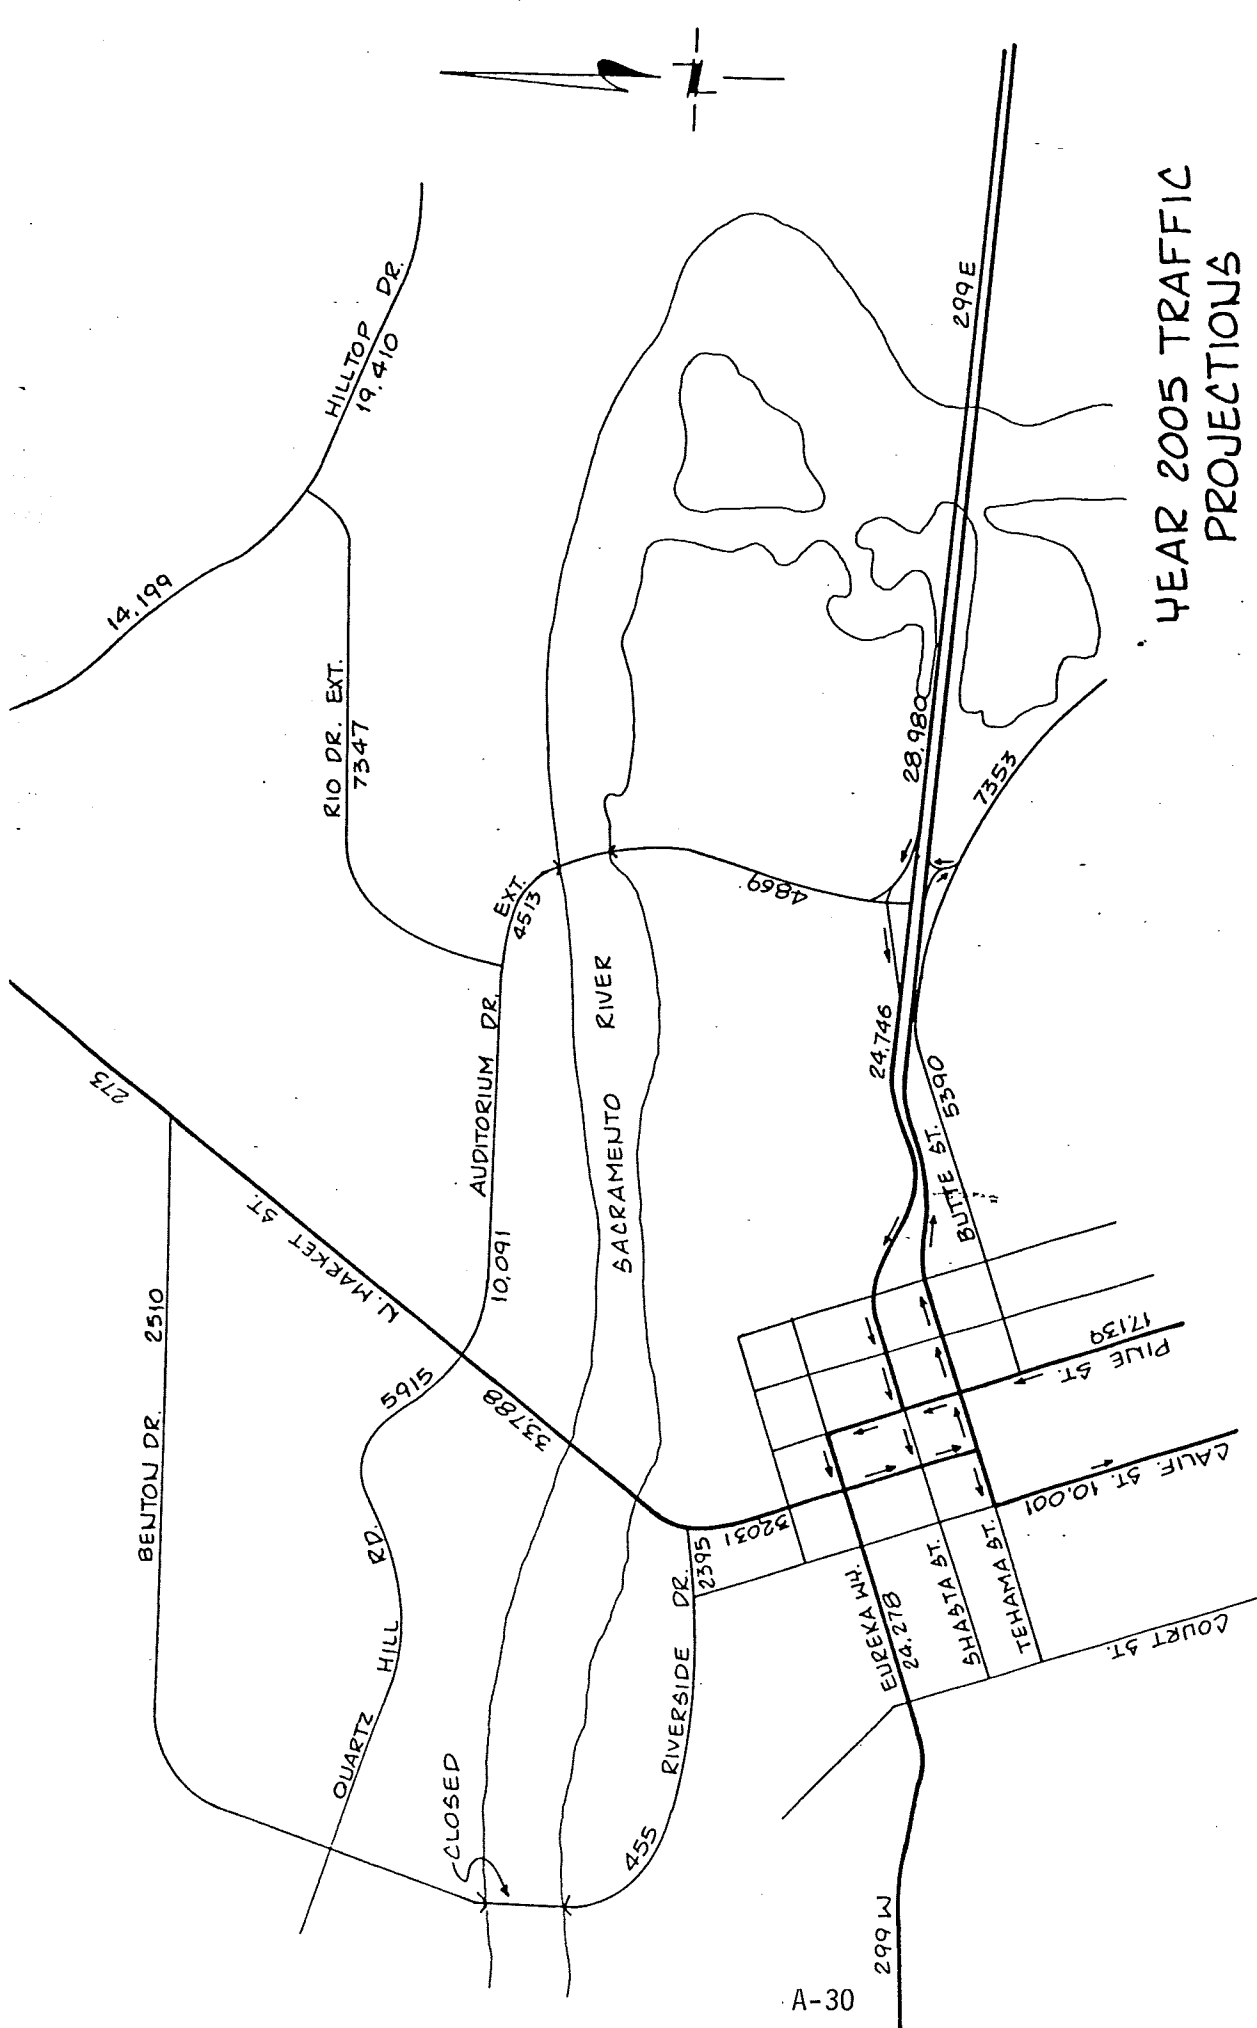 YEAR 2005 TRAFFIC
PROJECTIONS
N
HILLTOP DR.
19,410
14,199
RIO DR. EXT.
7347
273
N. MARKET ST.
33,788
BENTON DR. 2510
AUDITORIUM DR.
10,091
EXT.
4513
5915
QUARTZ HILL RD.
CLOSED
SACRAMENTO RIVER
RIVERSIDE DR.
2395
455
32031
4869
299E
28,980
7353
24,746
BUTTE ST. 5390
17,139
PINE ST.
CALIF. ST. 10,001
EUREKA WY.
24,278
SHASTA ST.
TEHAMA ST.
COURT ST.
299W
A-30